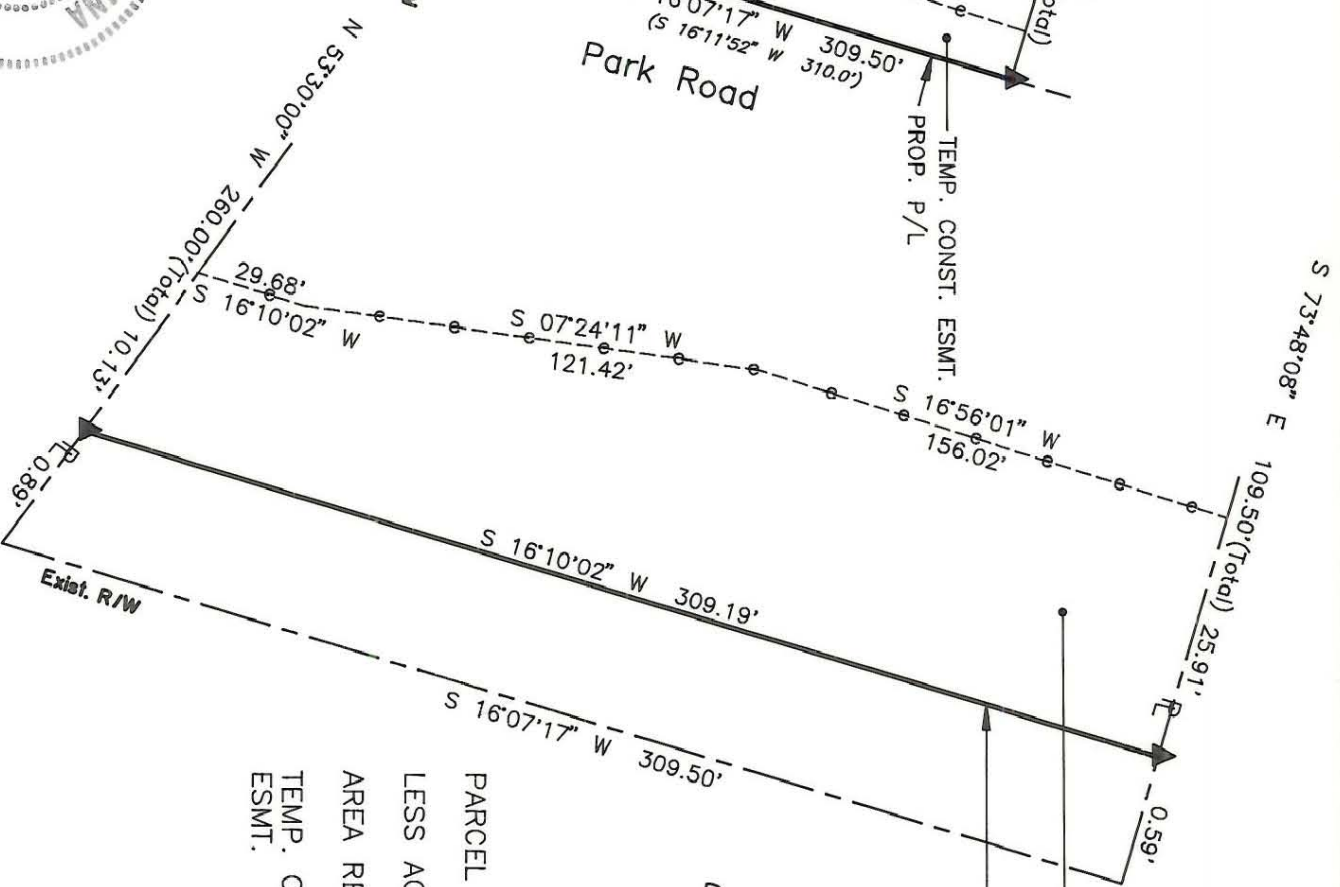 N 53°30'00" W 260.00'(Total) 10.13'
0.89'
07'17" W 309.50'
(S 16°11'52" W 310.0')
Park Road
TEMP. CONST. ESMT.
PROP. P/L
S 73°48'08" E 109.50'(Total) 25.91'
0.59'
29.68'
S 16°10'02" W
S 07°24'11" W
121.42'
S 16°56'01" W
156.02'
S 16°10'02" W 309.19'
Exist. R/W
S 16°07'17" W 309.50'
PARCEL
LESS
AREA
TEMP.
ESMT.